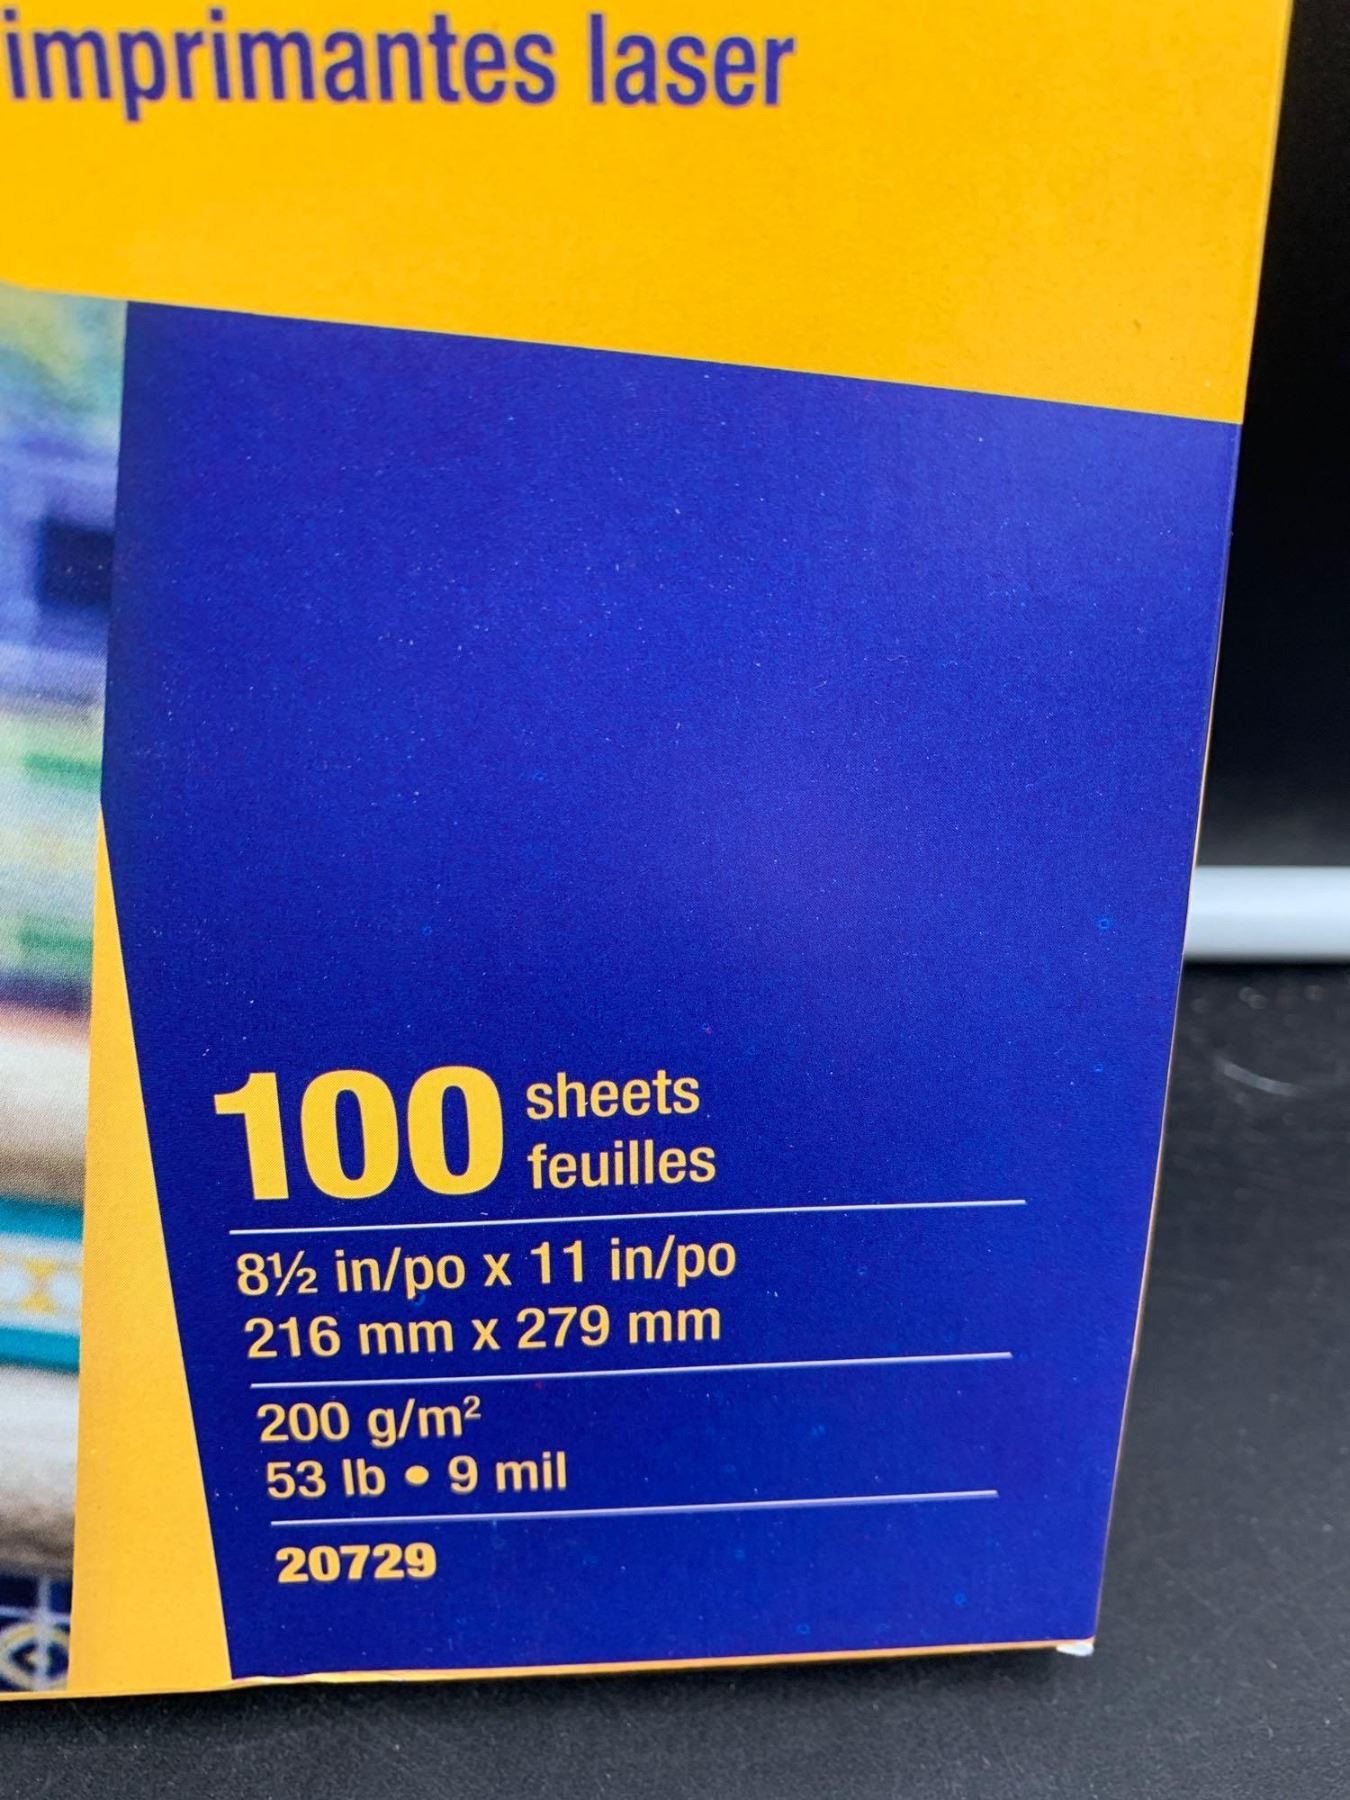 imprimantes laser
100 sheets
feuilles
8½ in/po x 11 in/po
216 mm x 279 mm
200 g/m²
53 lb • 9 mil
20729